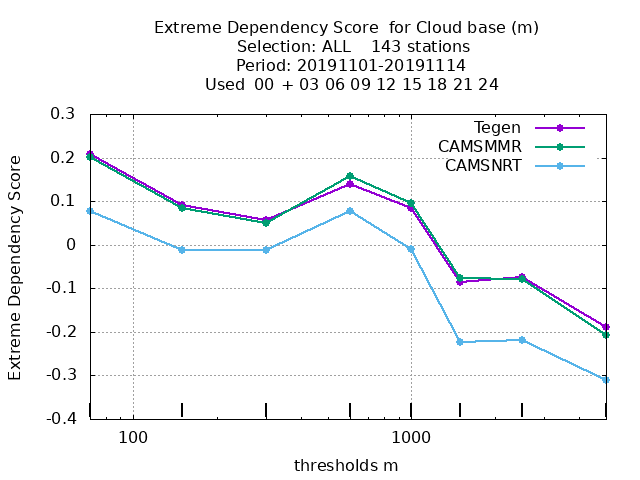 Extreme Dependency Score  for Cloud base (m)
Selection: ALL    143 stations
Period: 20191101-20191114
Used  00 + 03 06 09 12 15 18 21 24
Extreme Dependency Score
0.3
0.2
0.1
0
-0.1
-0.2
-0.3
-0.4
Tegen
CAMSMMR
CAMSNRT
100
1000
thresholds m